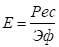 E = Рес / Эф